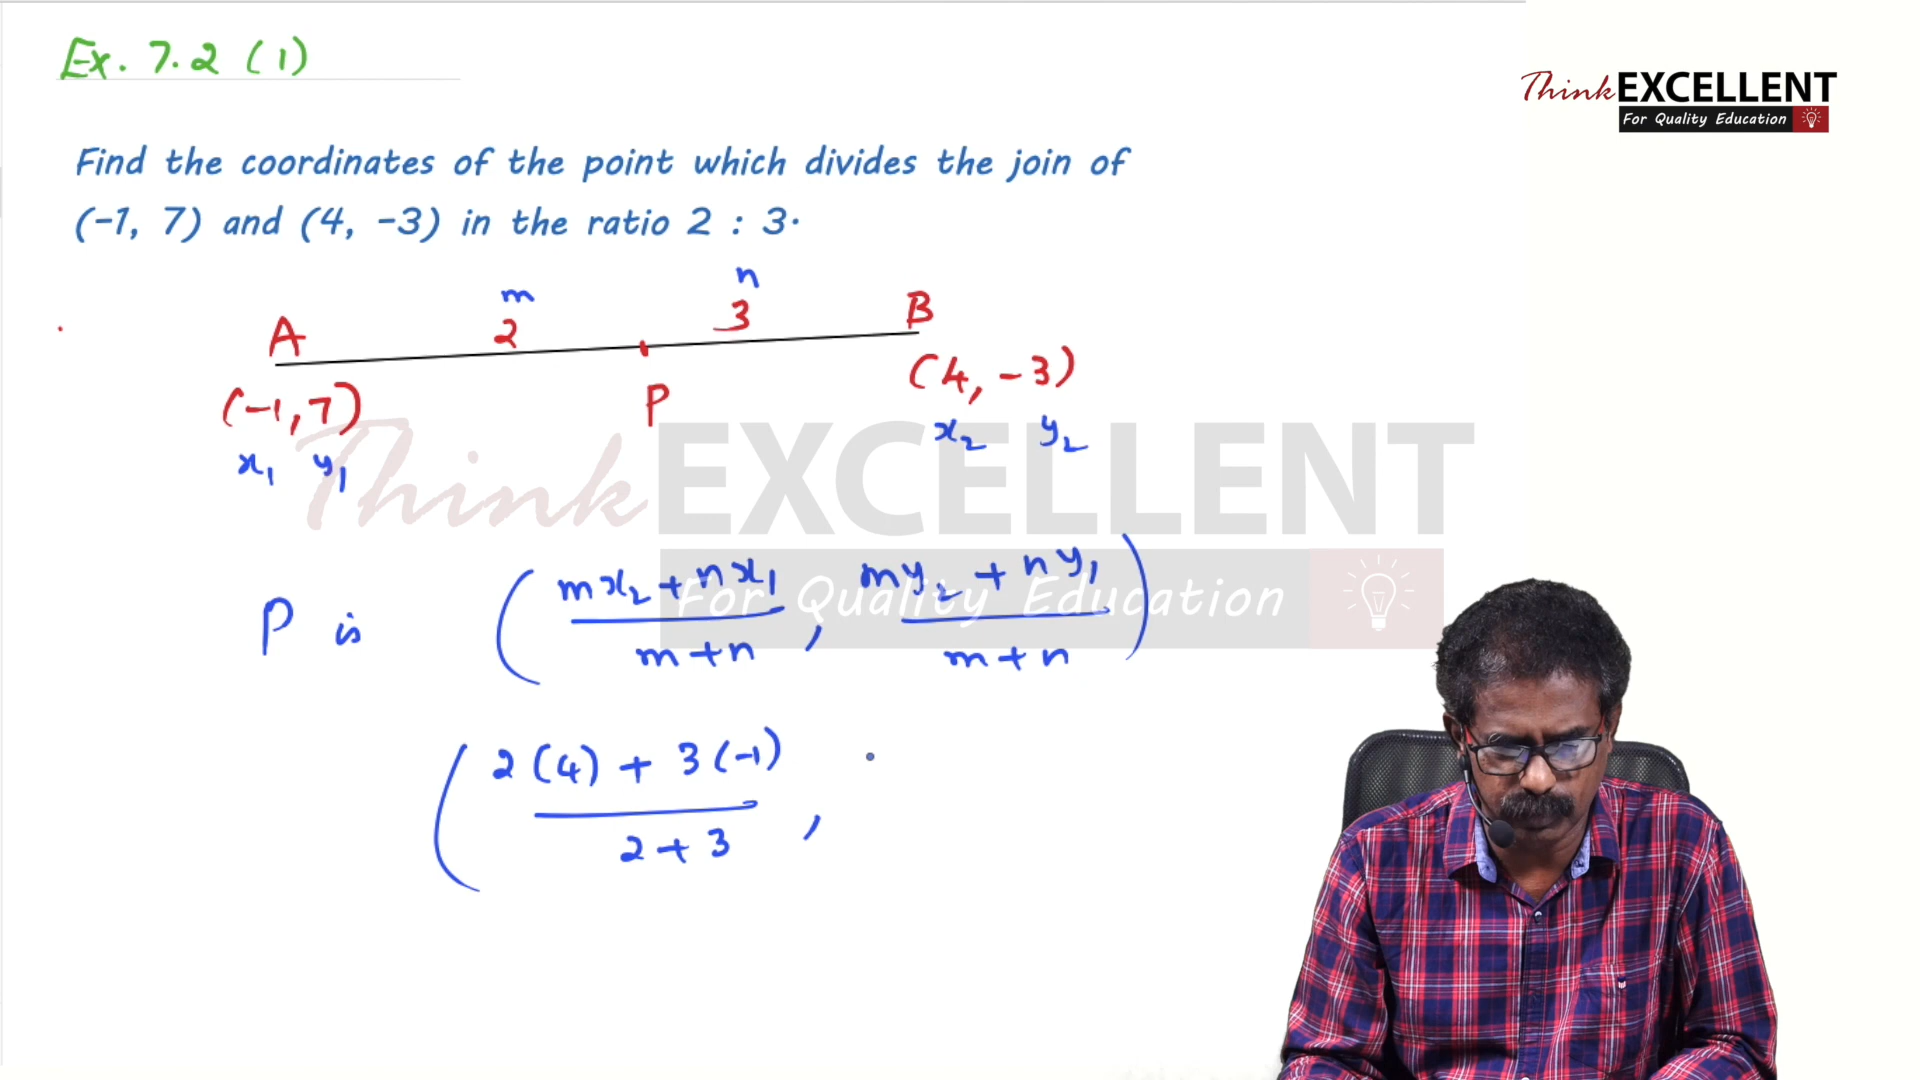 Ex. 7.2 (1)
Think EXCELLENT
For Quality Education
Find the coordinates of the point which divides the join of
(-1, 7) and (4, -3) in the ratio 2 : 3.
m n
A 2 3 B
(-1, 7) P (4, -3)
x₁ y₁ x₂ y₂
Think EXCELLENT
For Quality Education
P is ( (mx₂ + nx₁)/(m + n) , (my₂ + ny₁)/(m + n) )
( (2(4) + 3(-1))/(2 + 3) ,